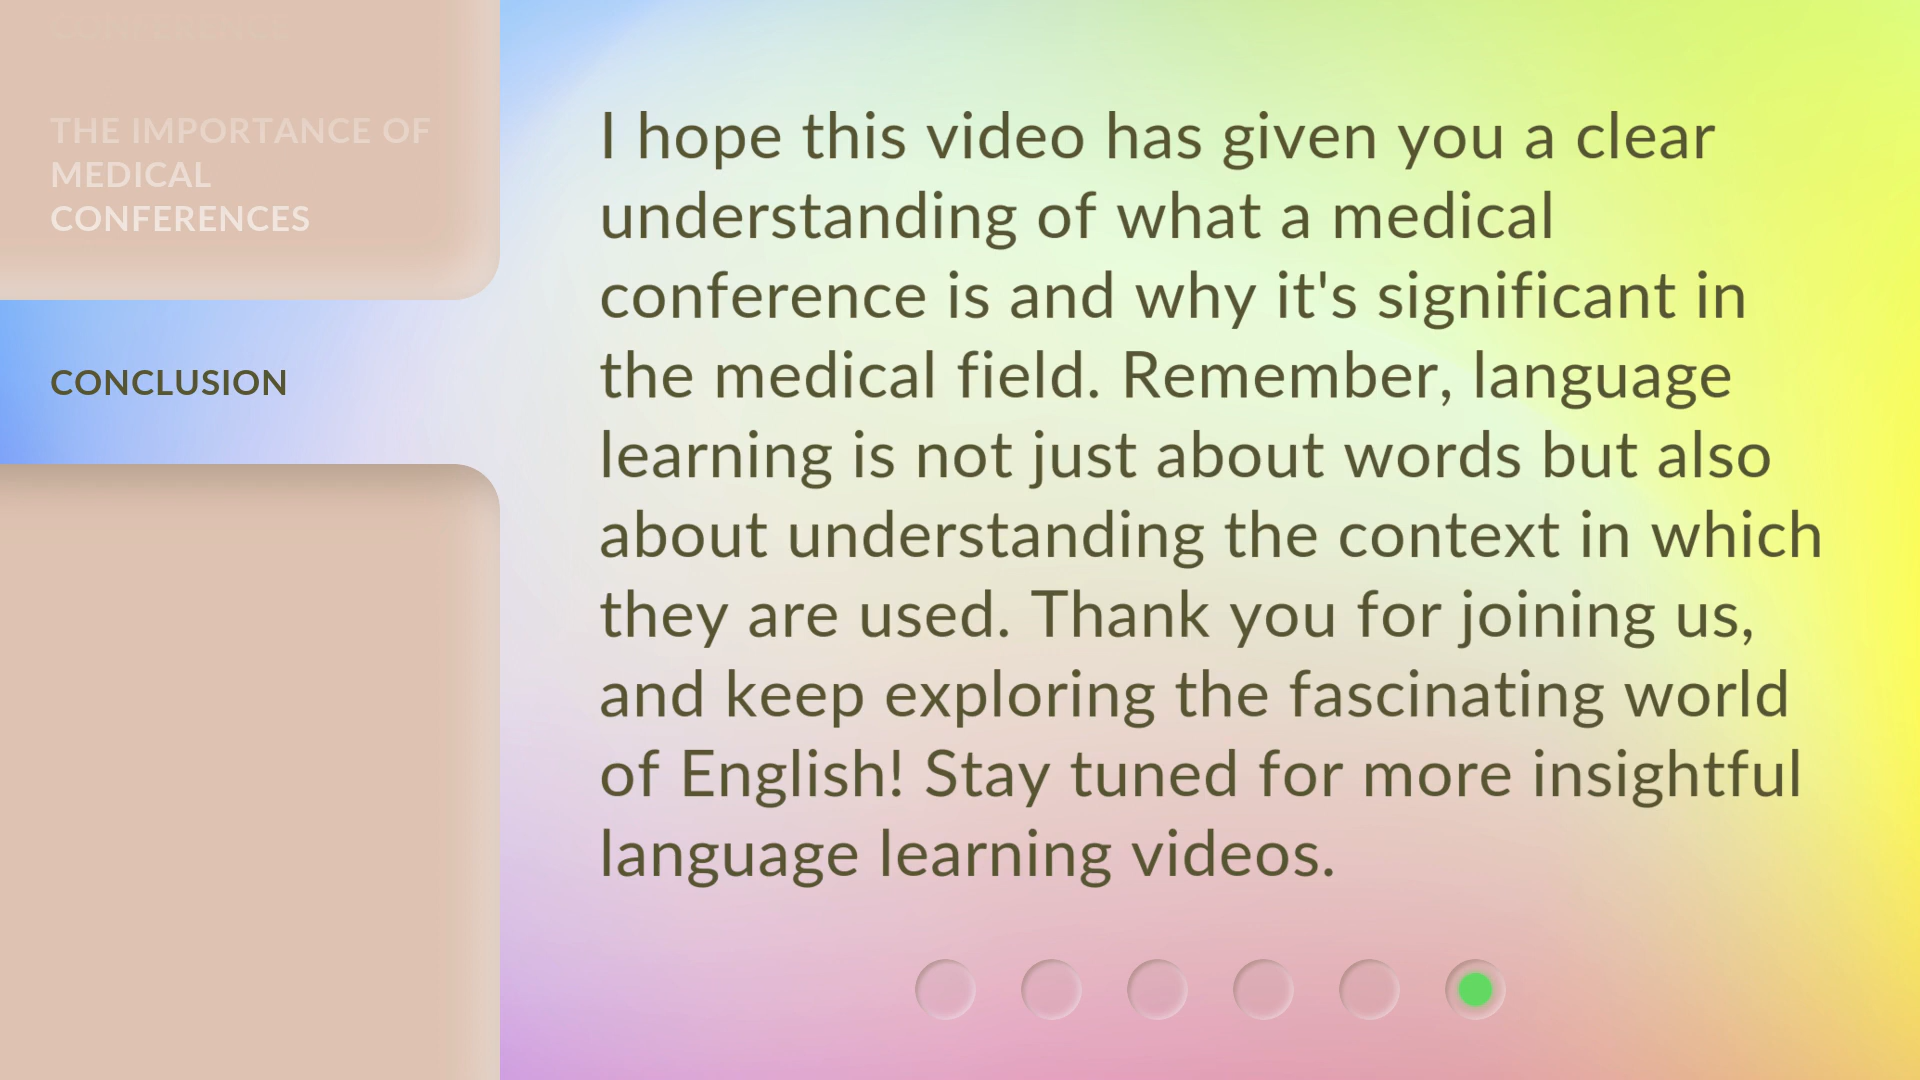 CONFERENCE
THE IMPORTANCE OF
MEDICAL
CONFERENCES
CONCLUSION
I hope this video has given you a clear
understanding of what a medical
conference is and why it's significant in
the medical field. Remember, language
learning is not just about words but also
about understanding the context in which
they are used. Thank you for joining us,
and keep exploring the fascinating world
of English! Stay tuned for more insightful
language learning videos.